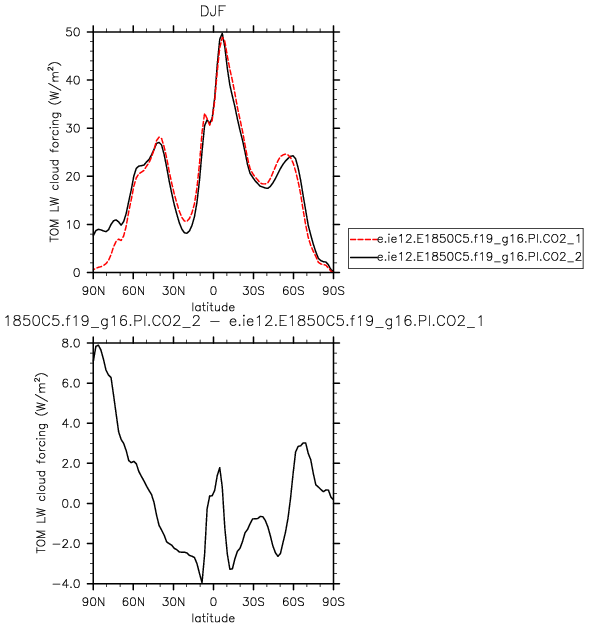 DJF
TOM LW cloud forcing (W/m²)
50
40
30
20
10
0
90N 60N 30N 0 30S 60S 90S
latitude
e.ie12.E1850C5.f19_g16.PI.CO2_1
e.ie12.E1850C5.f19_g16.PI.CO2_2
1850C5.f19_g16.PI.CO2_2 – e.ie12.E1850C5.f19_g16.PI.CO2_1
TOM LW cloud forcing (W/m²)
8.0
6.0
4.0
2.0
0.0
−2.0
−4.0
90N 60N 30N 0 30S 60S 90S
latitude